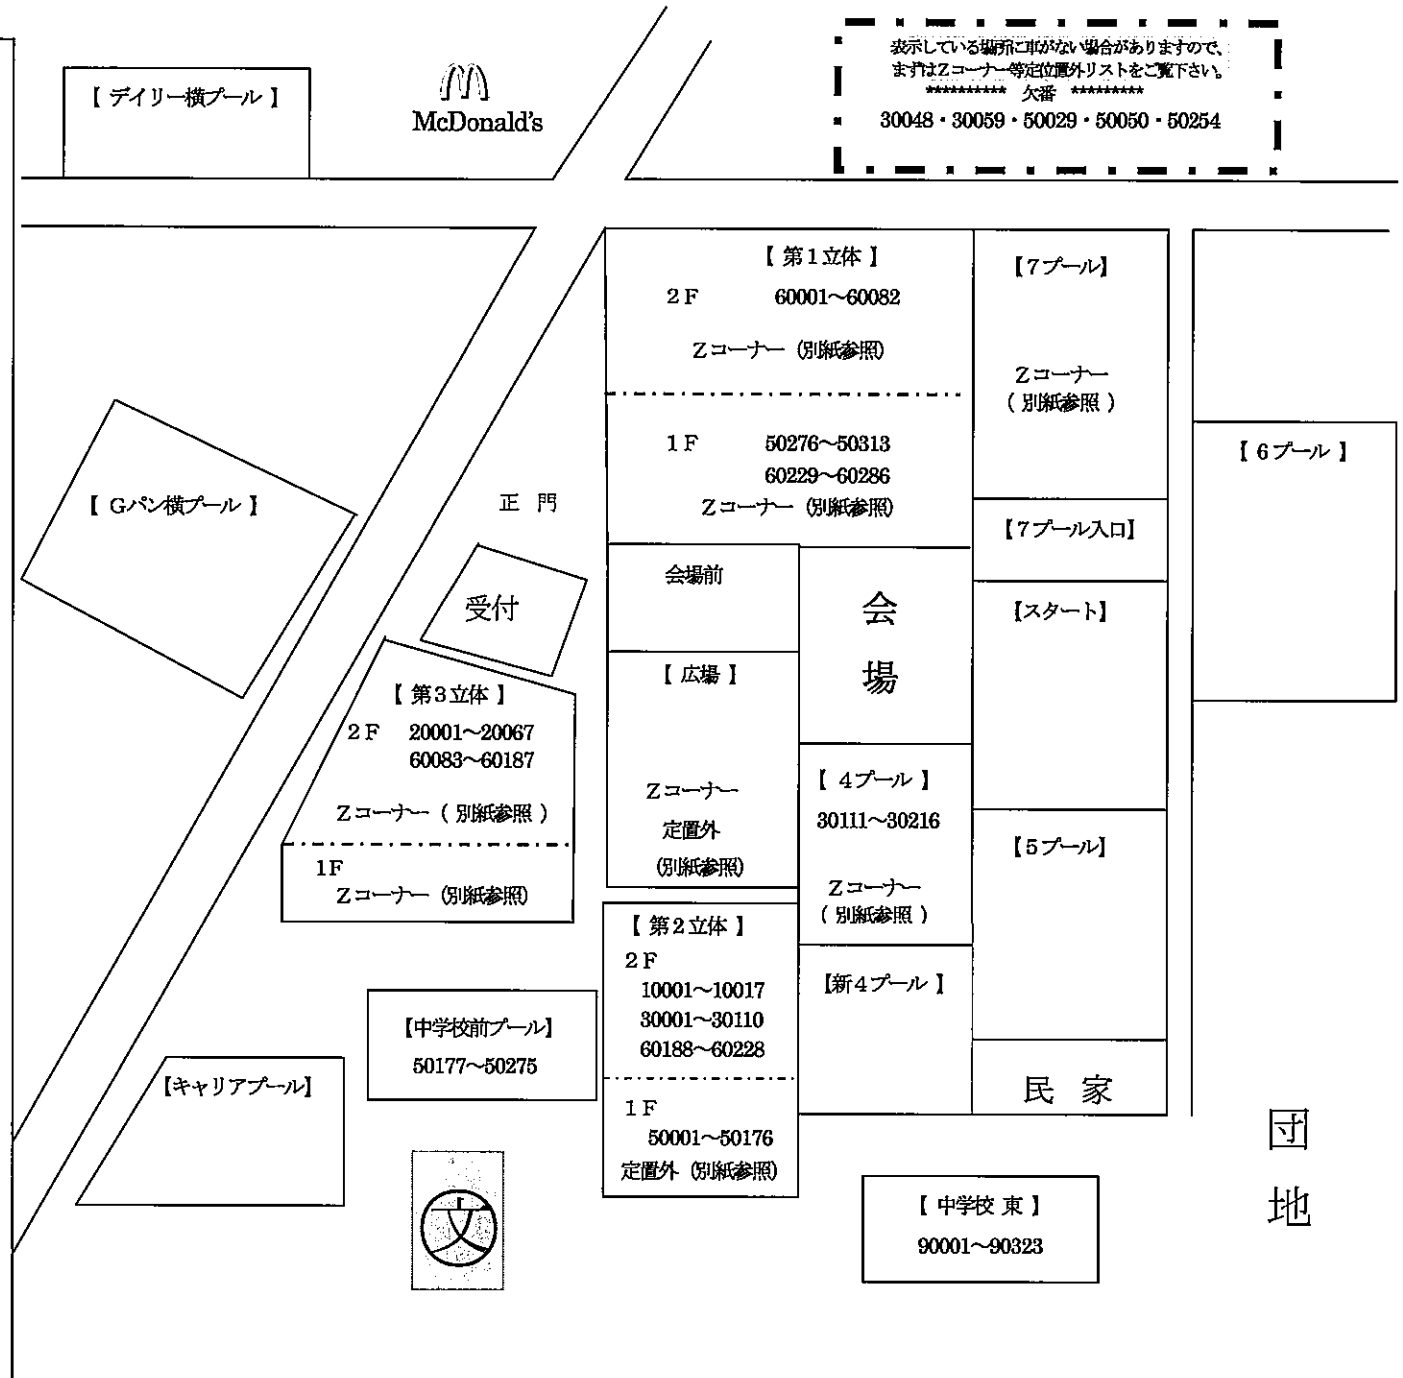 表示している場所に車がない場合がありますので、
まずはZコーナー等定位置外リストをご覧下さい。
********** 欠番 *********
30048・30059・50029・50050・50254
【 デイリー横プール 】
McDonald's
【 第1立体 】
2F 60001～60082
Zコーナー (別紙参照)
1F 50276～50313
60229～60286
Zコーナー (別紙参照)
【7プール】
Zコーナー
( 別紙参照 )
【 6プール 】
【 Gパン横プール 】
正 門
【7プール入口】
会場前
受付
会
場
【スタート】
【 広場 】
Zコーナー
定置外
(別紙参照)
【 第3立体 】
2F 20001～20067
60083～60187
Zコーナー ( 別紙参照 )
1F
Zコーナー (別紙参照)
【 4プール 】
30111～30216
Zコーナー
( 別紙参照 )
【5プール】
【 第2立体 】
2F
10001～10017
30001～30110
60188～60228
1F
50001～50176
定置外 (別紙参照)
【新4プール 】
【中学校前プール】
50177～50275
【キャリアプール】
民 家
文
【 中学校 東 】
90001～90323
団
地